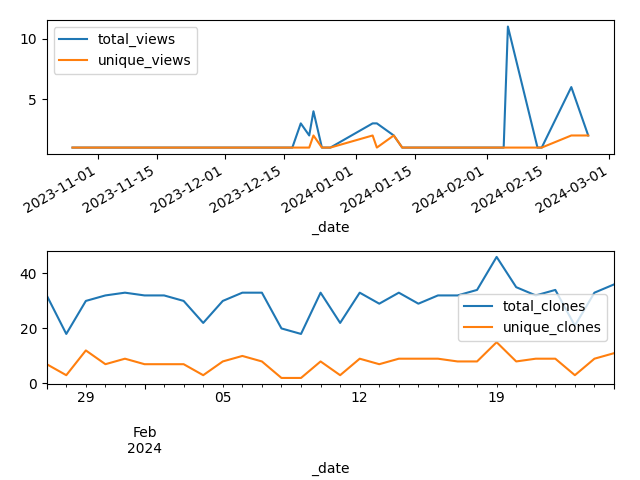 10
5
total_views
unique_views
2023-11-01
2023-11-15
2023-12-01
2023-12-15
2024-01-01
2024-01-15
2024-02-01
2024-02-15
2024-03-01
_date
40
20
0
total_clones
unique_clones
29
05
12
19
Feb
2024
_date